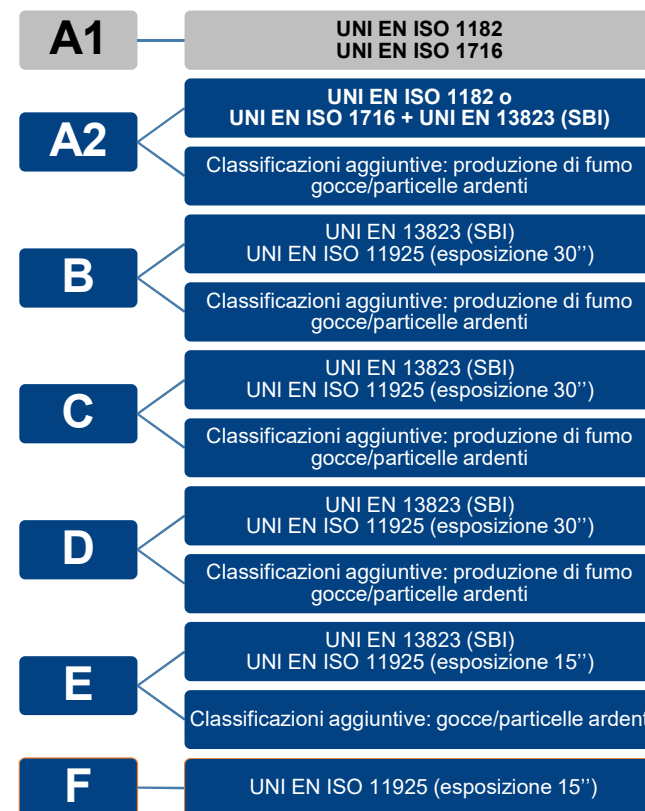 A1
UNI EN ISO 1182
UNI EN ISO 1716
A2
UNI EN ISO 1182 o
UNI EN ISO 1716 + UNI EN 13823 (SBI)
Classificazioni aggiuntive: produzione di fumo
gocce/particelle ardenti
B
UNI EN 13823 (SBI)
UNI EN ISO 11925 (esposizione 30’’)
Classificazioni aggiuntive: produzione di fumo
gocce/particelle ardenti
C
UNI EN 13823 (SBI)
UNI EN ISO 11925 (esposizione 30’’)
Classificazioni aggiuntive: produzione di fumo
gocce/particelle ardenti
D
UNI EN 13823 (SBI)
UNI EN ISO 11925 (esposizione 30’’)
Classificazioni aggiuntive: produzione di fumo
gocce/particelle ardenti
E
UNI EN 13823 (SBI)
UNI EN ISO 11925 (esposizione 15’’)
Classificazioni aggiuntive: gocce/particelle ardent
F
UNI EN ISO 11925 (esposizione 15’’)